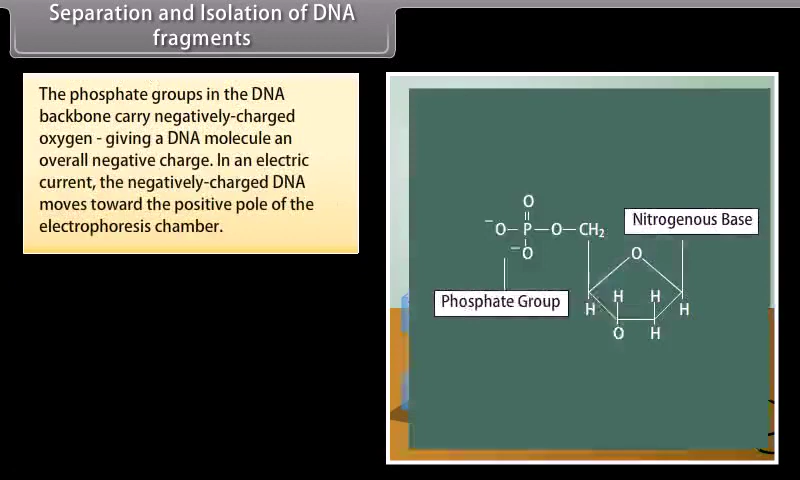 Separation and Isolation of DNA
fragments
The phosphate groups in the DNA
backbone carry negatively-charged
oxygen - giving a DNA molecule an
overall negative charge. In an electric
current, the negatively-charged DNA
moves toward the positive pole of the
electrophoresis chamber.
O
Nitrogenous Base
⁻O–P–O–CH₂
⁻O
O
Phosphate Group
H H
H H
O H